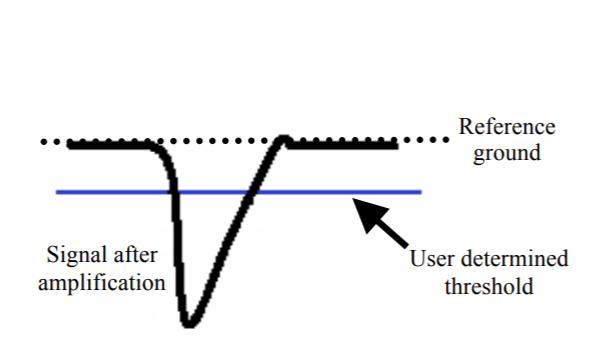 Reference
ground
Signal after
amplification
User determined
threshold